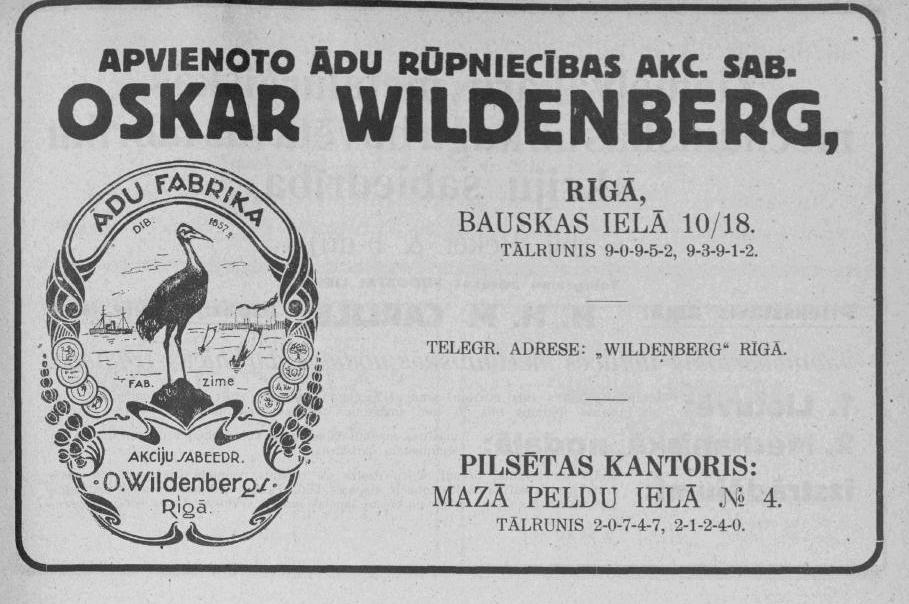 APVIENOTO ĀDU RŪPNIECĪBAS AKC. SAB.
OSKAR WILDENBERG,
RĪGĀ,
BAUSKAS IELĀ 10/18.
TĀLRUNIS 9-0-9-5-2, 9-3-9-1-2.
TELEGR. ADRESE: „WILDENBERG“ RĪGĀ.
PILSĒTAS KANTORIS:
MAZĀ PELDU IELĀ № 4.
TĀLRUNIS 2-0-7-4-7, 2-1-2-4-0.
ĀDU FABRIKA
DIB. 1857.g.
FAB. zime
AKCIJU SABEEDR.
O.Wildenbergs.
Rīgā.